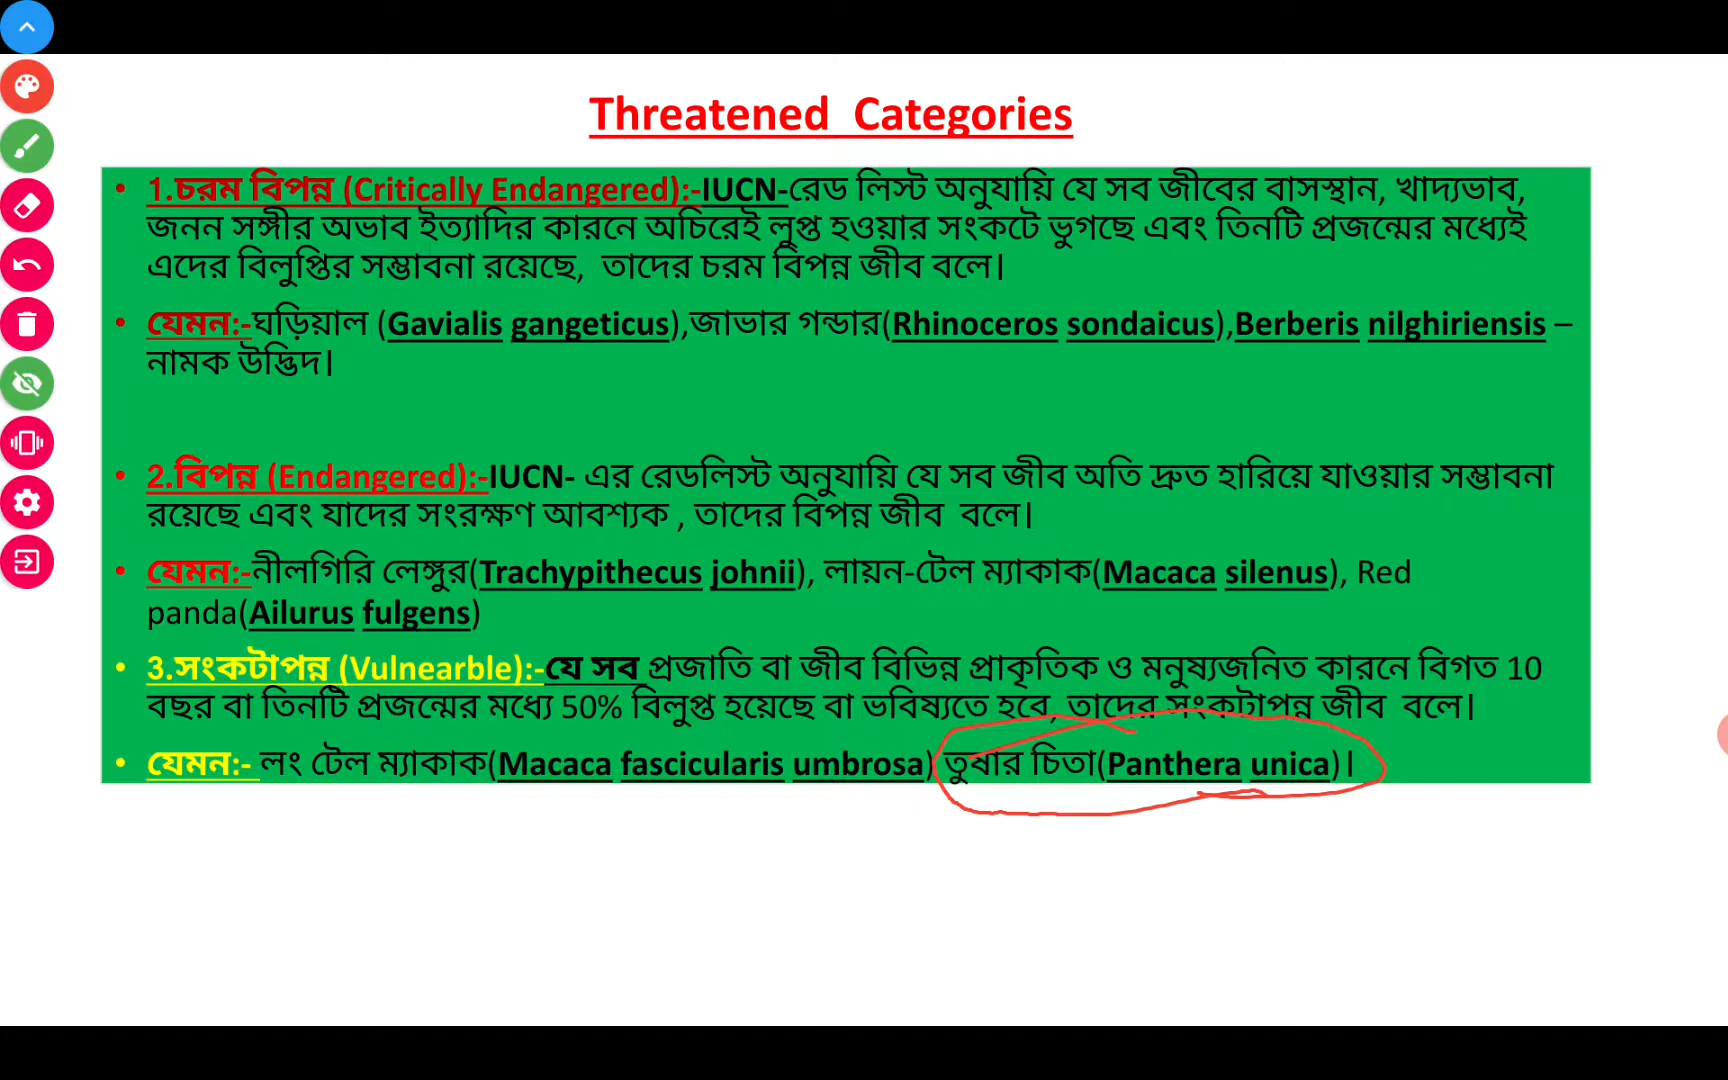 Threatened Categories
• 1.চরম বিপন্ন (Critically Endangered):-IUCN-রেড লিস্ট অনুযায়ি যে সব জীবের বাসস্থান, খাদ্যভাব,
জনন সঙ্গীর অভাব ইত্যাদির কারনে অচিরেই লুপ্ত হওয়ার সংকটে ভুগছে এবং তিনটি প্রজন্মের মধ্যেই
এদের বিলুপ্তির সম্ভাবনা রয়েছে, তাদের চরম বিপন্ন জীব বলে।
• যেমন:-ঘড়িয়াল (Gavialis gangeticus),জাভার গন্ডার(Rhinoceros sondaicus),Berberis nilghiriensis –
নামক উদ্ভিদ।
• 2.বিপন্ন (Endangered):-IUCN- এর রেডলিস্ট অনুযায়ি যে সব জীব অতি দ্রুত হারিয়ে যাওয়ার সম্ভাবনা
রয়েছে এবং যাদের সংরক্ষণ আবশ্যক , তাদের বিপন্ন জীব বলে।
• যেমন:-নীলগিরি লেঙ্গুর(Trachypithecus johnii), লায়ন-টেল ম্যাকাক(Macaca silenus), Red
panda(Ailurus fulgens)
• 3.সংকটাপন্ন (Vulnearble):-যে সব প্রজাতি বা জীব বিভিন্ন প্রাকৃতিক ও মনুষ্যজনিত কারনে বিগত 10
বছর বা তিনটি প্রজন্মের মধ্যে 50% বিলুপ্ত হয়েছে বা ভবিষ্যতে হবে, তাদের সংকটাপন্ন জীব বলে।
• যেমন:- লং টেল ম্যাকাক(Macaca fascicularis umbrosa) তুষার চিতা(Panthera unica)।